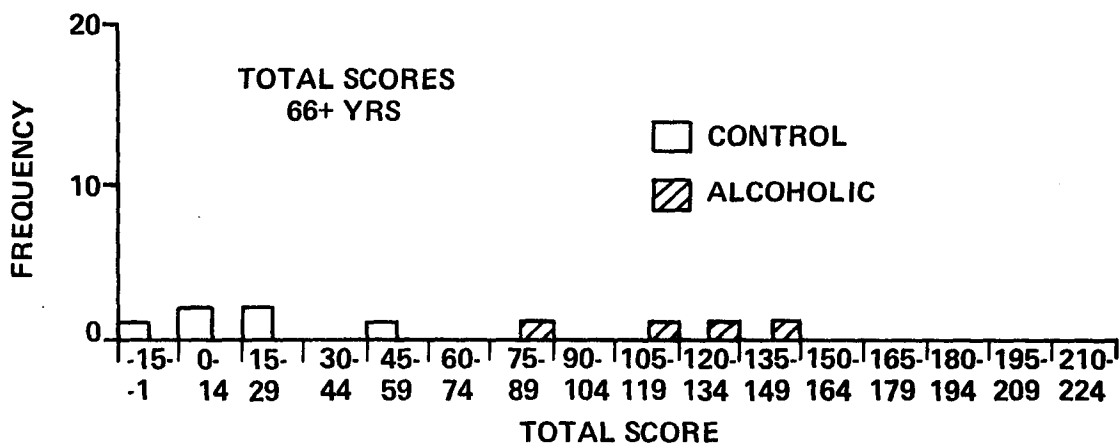 20
TOTAL SCORES
66+ YRS
CONTROL
ALCOHOLIC
10
FREQUENCY
0
-15- 0- 15- 30- 45- 60- 75- 90- 105- 120- 135- 150- 165- 180- 195- 210-
-1 14 29 44 59 74 89 104 119 134 149 164 179 194 209 224
TOTAL SCORE